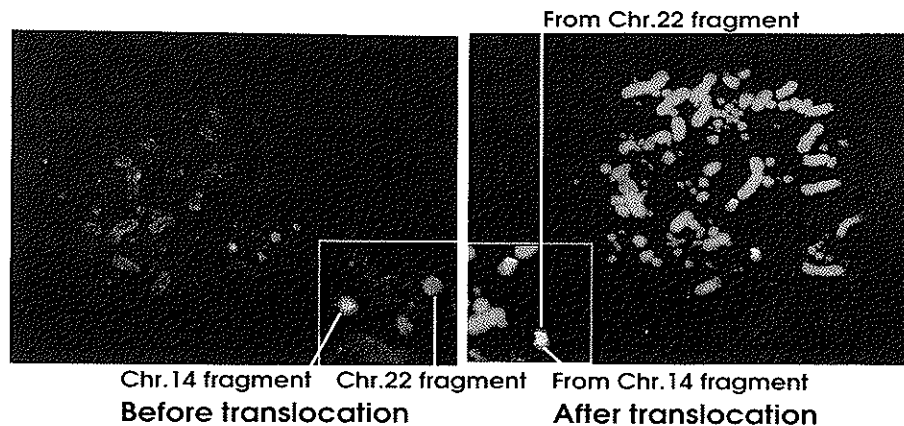 From Chr.22 fragment
Chr.14 fragment Chr.22 fragment From Chr.14 fragment
Before translocation After translocation